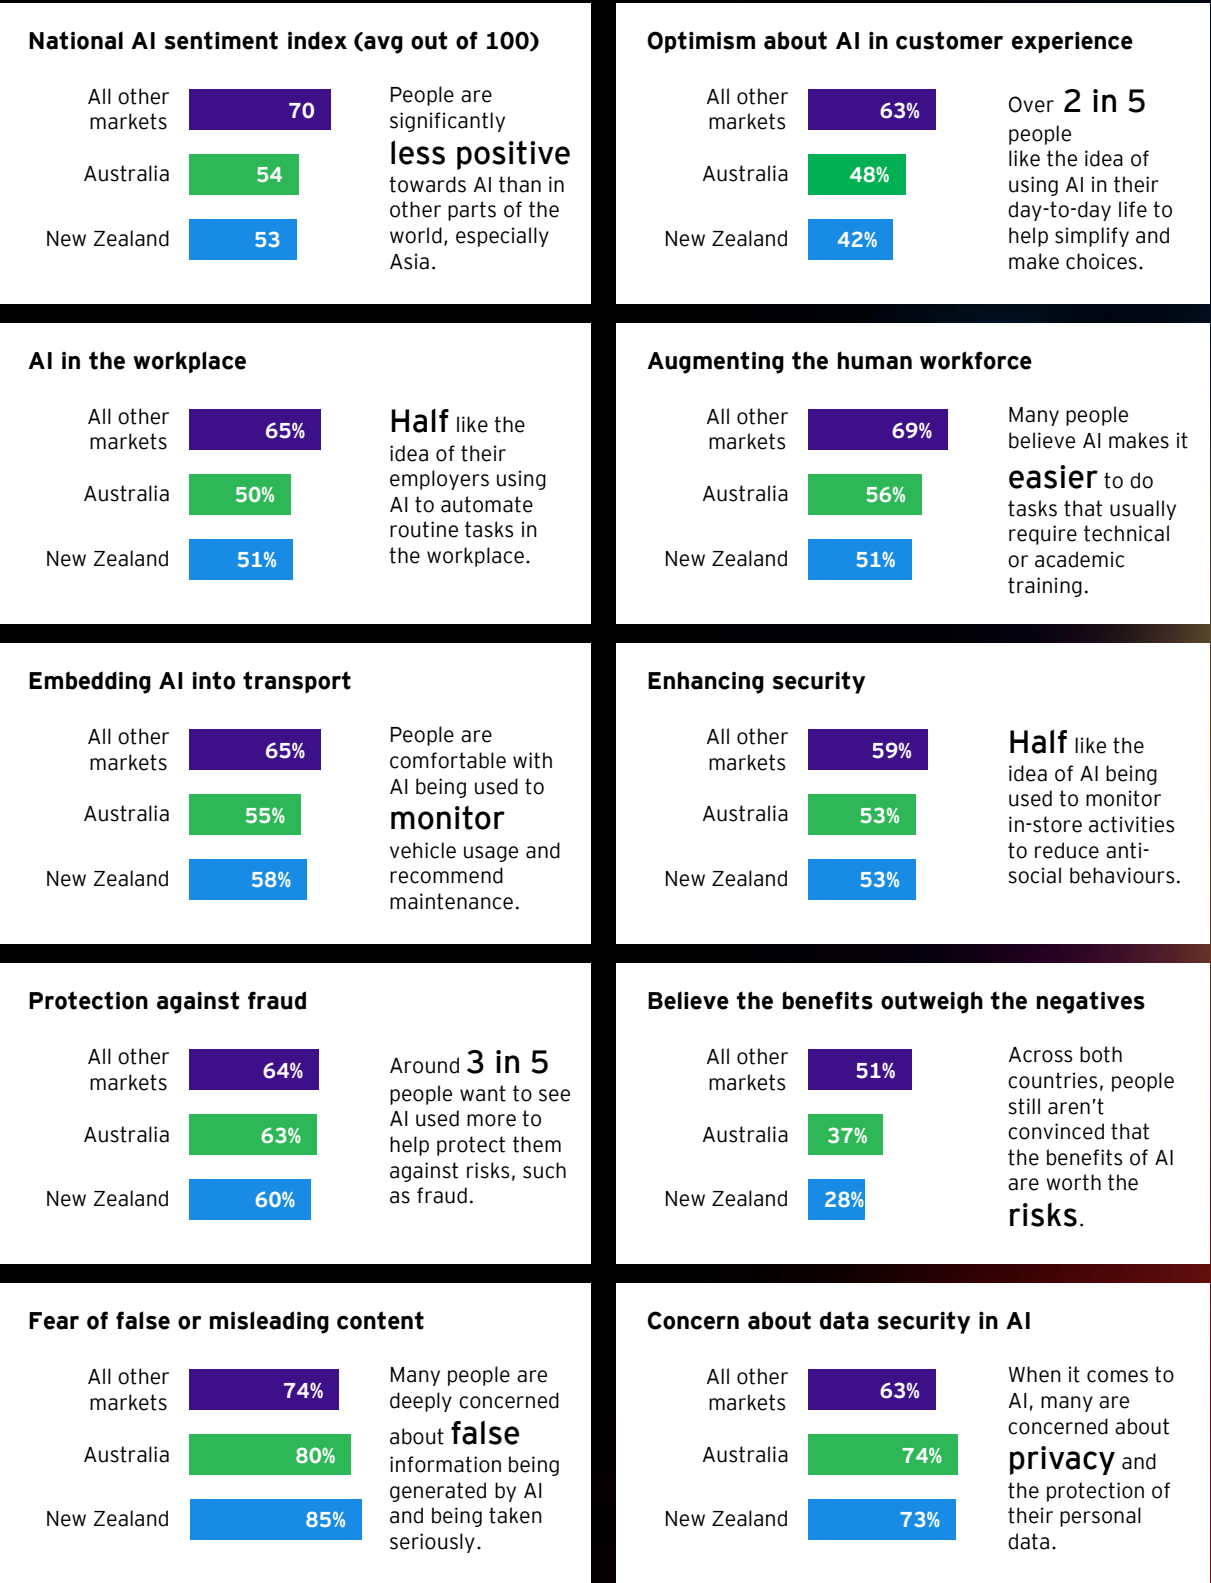 National AI sentiment index (avg out of 100)
All other
markets
70
Australia
54
New Zealand
53
People are
significantly
less positive
towards AI than in
other parts of the
world, especially
Asia.
Optimism about AI in customer experience
All other
markets
63%
Australia
48%
New Zealand
42%
Over 2 in 5
people
like the idea of
using AI in their
day-to-day life to
help simplify and
make choices.
AI in the workplace
All other
markets
65%
Australia
50%
New Zealand
51%
Half like the
idea of their
employers using
AI to automate
routine tasks in
the workplace.
Augmenting the human workforce
All other
markets
69%
Australia
56%
New Zealand
51%
Many people
believe AI makes it
easier to do
tasks that usually
require technical
or academic
training.
Embedding AI into transport
All other
markets
65%
Australia
55%
New Zealand
58%
People are
comfortable with
AI being used to
monitor
vehicle usage and
recommend
maintenance.
Enhancing security
All other
markets
59%
Australia
53%
New Zealand
53%
Half like the
idea of AI being
used to monitor
in-store activities
to reduce anti-
social behaviours.
Protection against fraud
All other
markets
64%
Australia
63%
New Zealand
60%
Around 3 in 5
people want to see
AI used more to
help protect them
against risks, such
as fraud.
Believe the benefits outweigh the negatives
All other
markets
51%
Australia
37%
New Zealand
28%
Across both
countries, people
still aren't
convinced that
the benefits of AI
are worth the
risks.
Fear of false or misleading content
All other
markets
74%
Australia
80%
New Zealand
85%
Many people are
deeply concerned
about false
information being
generated by AI
and being taken
seriously.
Concern about data security in AI
All other
markets
63%
Australia
74%
New Zealand
73%
When it comes to
AI, many are
concerned about
privacy and
the protection of
their personal
data.